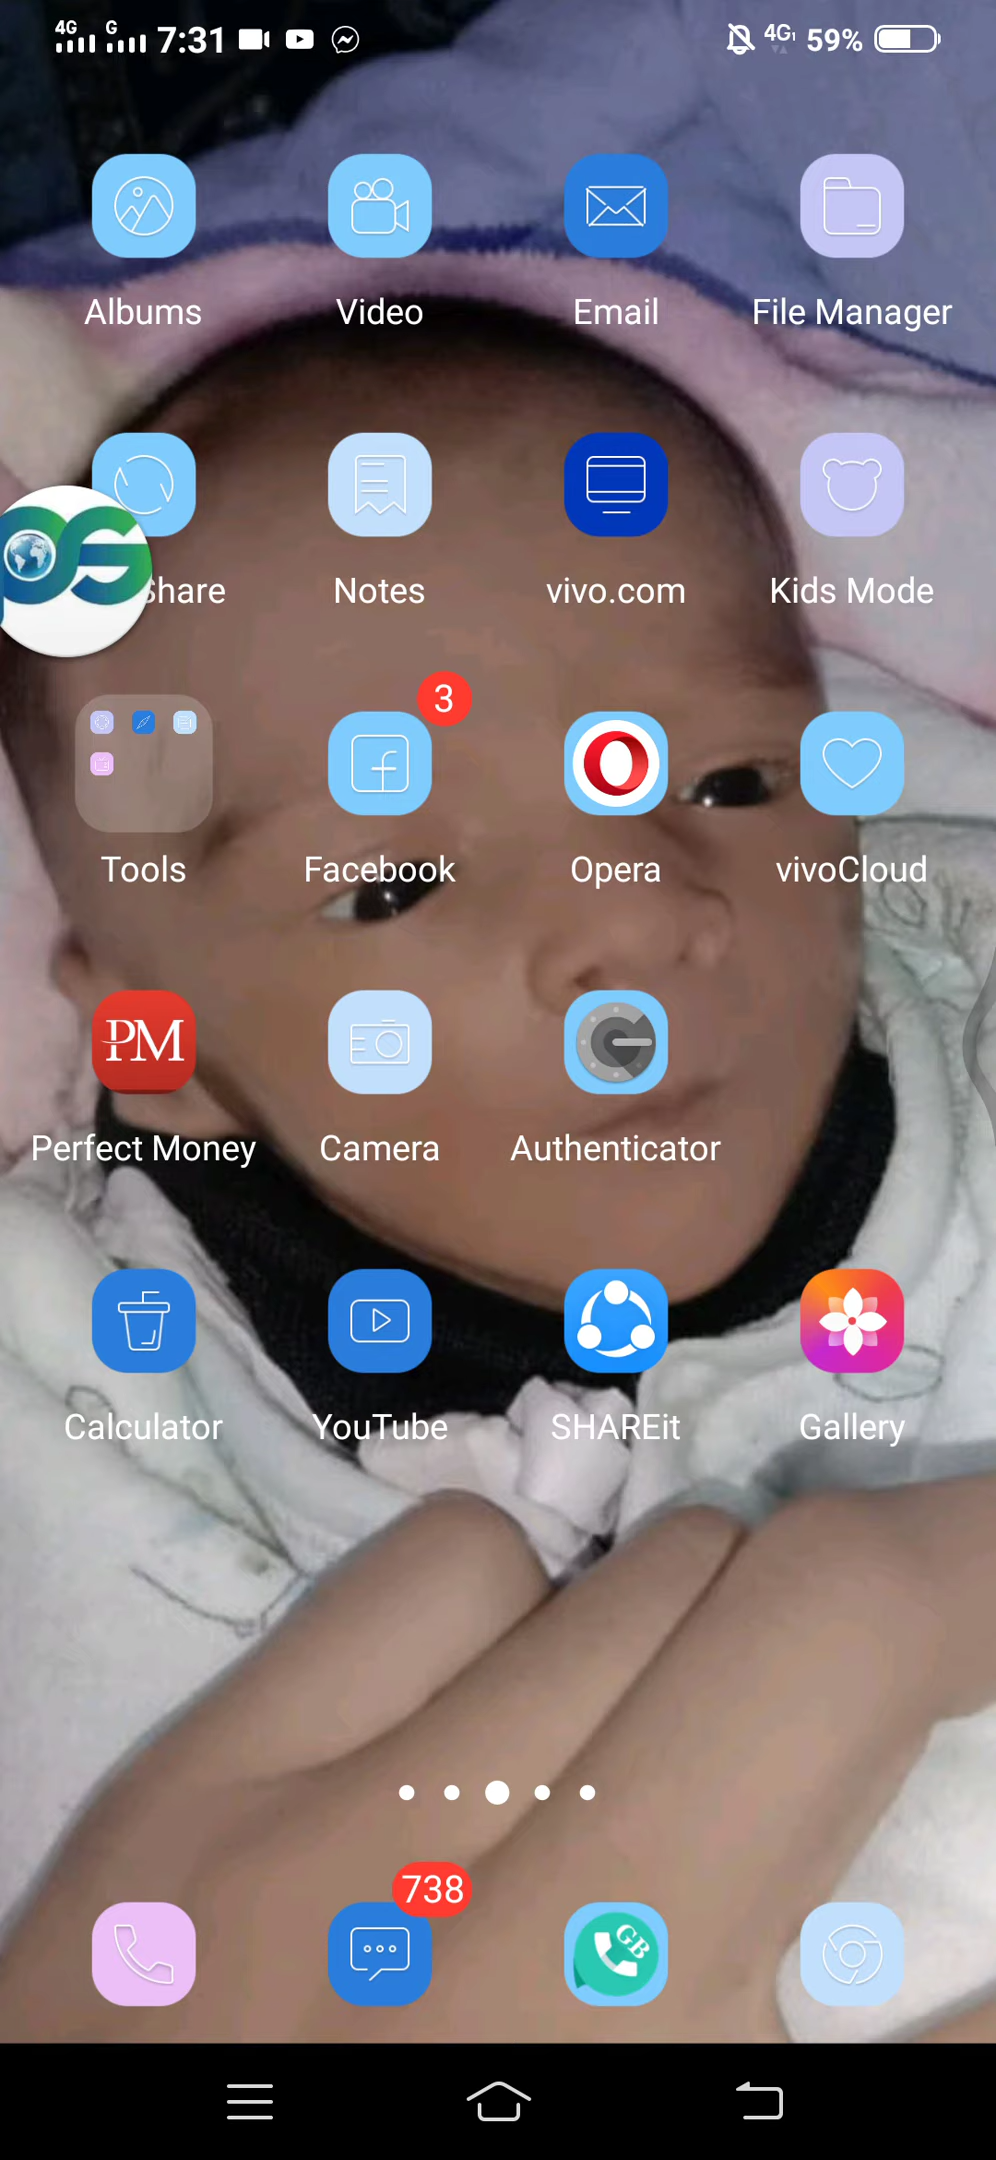 4G G 7:31 4G 59%
Albums Video Email File Manager
Share Notes vivo.com Kids Mode
3
Tools Facebook Opera vivoCloud
PM
Perfect Money Camera Authenticator
Calculator YouTube SHAREit Gallery
738
GB